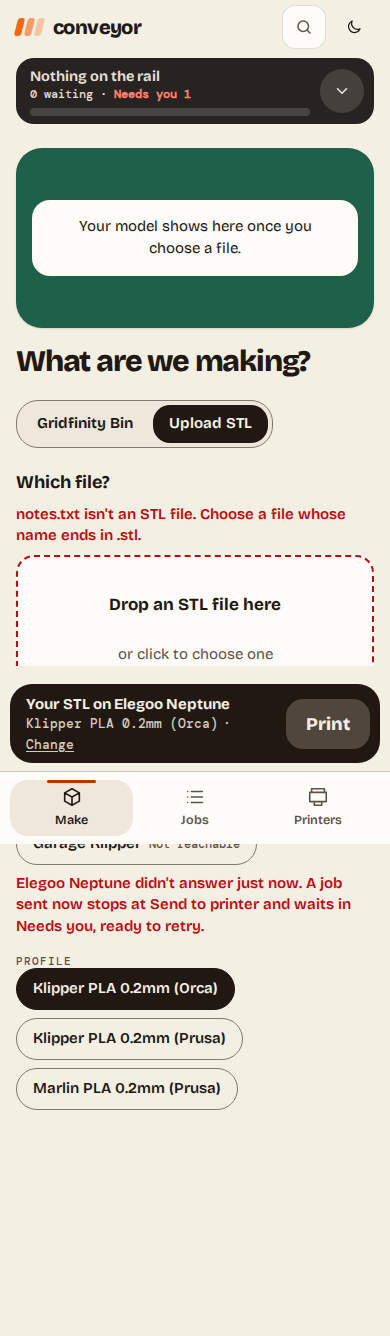 conveyor
Nothing on the rail
0 waiting · Needs you 1
Your model shows here once you
choose a file.
What are we making?
Gridfinity Bin
Upload STL
Which file?
notes.txt isn't an STL file. Choose a file whose
name ends in .stl.
Drop an STL file here
or click to choose one
Your STL on Elegoo Neptune
Klipper PLA 0.2mm (Orca) ·
Change
Print
Make
Jobs
Printers
Garage Klipper Not reachable
Elegoo Neptune didn't answer just now. A job
sent now stops at Send to printer and waits in
Needs you, ready to retry.
PROFILE
Klipper PLA 0.2mm (Orca)
Klipper PLA 0.2mm (Prusa)
Marlin PLA 0.2mm (Prusa)